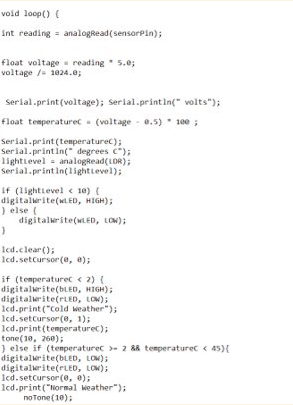 void loop() {
int reading = analogRead(sensorPin);
float voltage = reading * 5.0;
voltage /= 1024.0;
Serial.print(voltage); Serial.println(" volts");
float temperatureC = (voltage - 0.5) * 100 ;
Serial.print(temperatureC);
Serial.println(" degrees C");
lightLevel = analogRead(LDR);
Serial.println(lightLevel);
if (lightLevel < 10) {
digitalWrite(wLED, HIGH);
} else {
digitalWrite(wLED, LOW);
}
lcd.clear();
lcd.setCursor(0, 0);
if (temperatureC < 2) {
digitalWrite(bLED, HIGH);
digitalWrite(rLED, LOW);
lcd.print("Cold Weather");
lcd.setCursor(0, 1);
lcd.print(temperatureC);
tone(10, 260);
} else if (temperatureC >= 2 && temperatureC < 45){
digitalWrite(bLED, LOW);
digitalWrite(rLED, LOW);
lcd.setCursor(0, 0);
lcd.print("Normal Weather");
noTone(10);